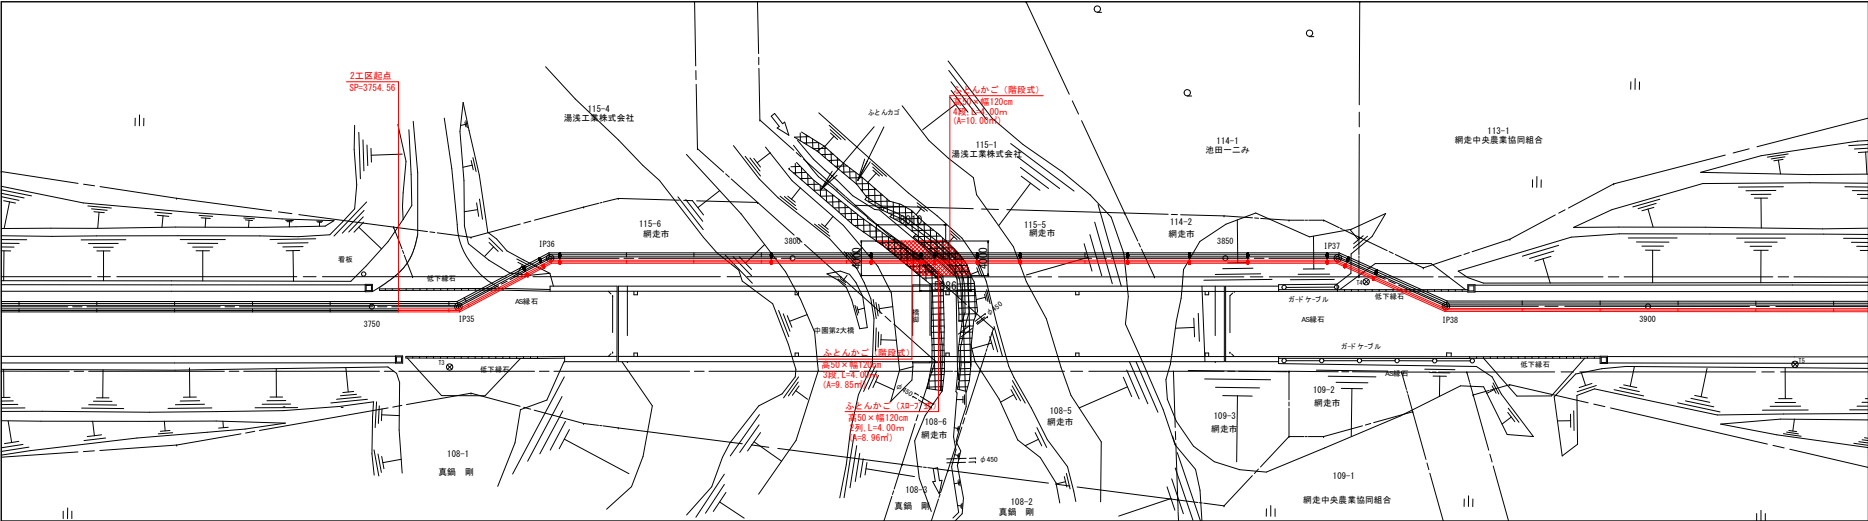 2工区起点
SP=3754.56
115-4
湯浅工業株式会社
ふとんカゴ
ふとんかご（階段式）
高50×幅120cm
4段、L=4.00m
(A=10.00㎡)
115-1
湯浅工業株式会社
114-1
池田一二み
113-1
網走中央農業協同組合
115-6
網走市
115-5
網走市
114-2
網走市
看板
IP36
3800
4000
4000
3850
IP37
低下縁石
AS縁石
IP35
3750
中園第2大橋
橋脚
φ450
ガードケーブル
AS縁石
T4
低下縁石
IP38
3900
ガードケーブル
T3
低下縁石
AS縁石
低下縁石
T5
ふとんかご（階段式）
高50×幅120cm
3段、L=4.00m
(A=9.85㎡)
φ450
ふとんかご（スロープ式）
高50×幅120cm
2列、L=4.00m
(A=8.96㎡)
108-6
網走市
108-5
網走市
109-3
網走市
109-2
網走市
108-1
真鍋　剛
φ450
108-3
真鍋　剛
108-2
真鍋　剛
109-1
網走中央農業協同組合